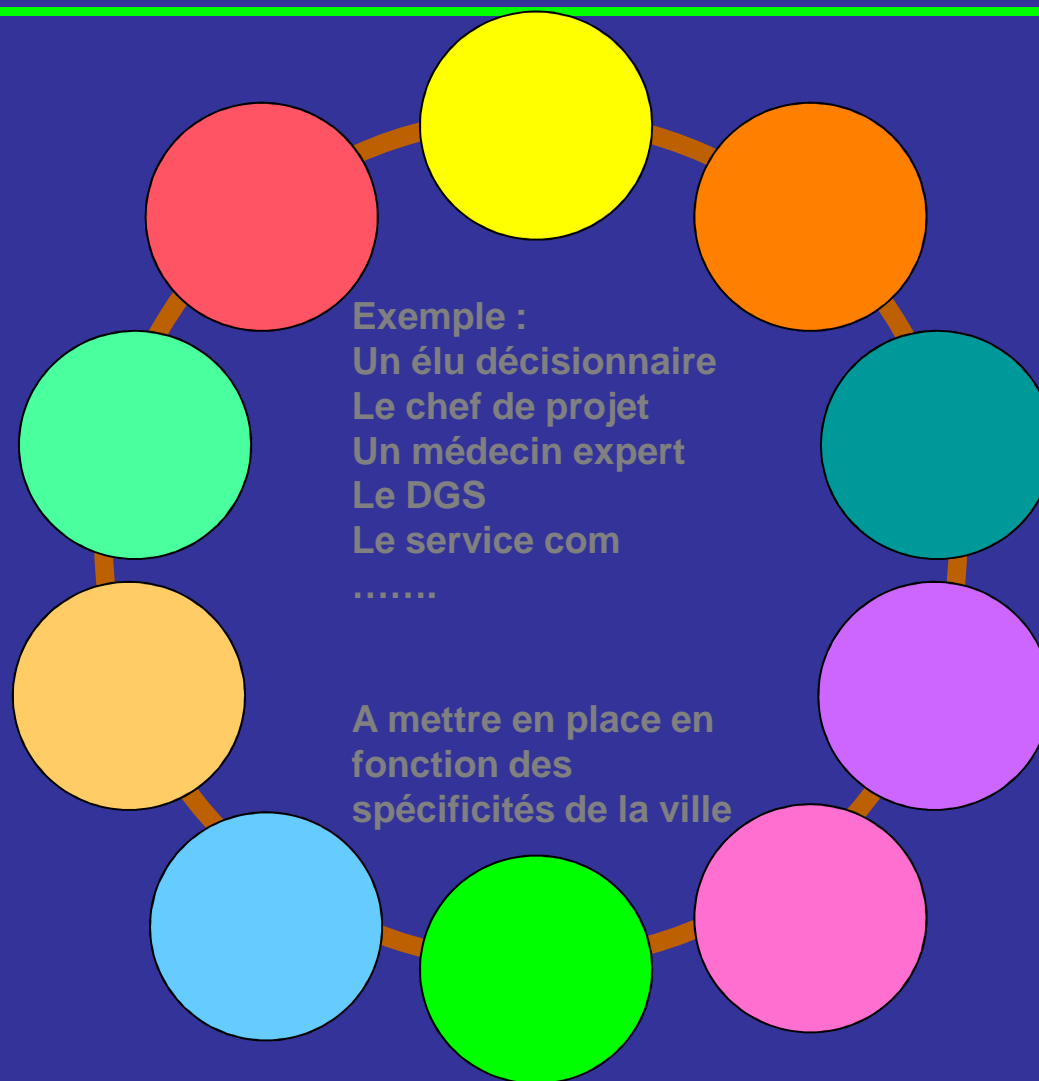 Exemple :
Un élu décisionnaire
Le chef de projet
Un médecin expert
Le DGS
Le service com
…….
A mettre en place en
fonction des
spécificités de la ville